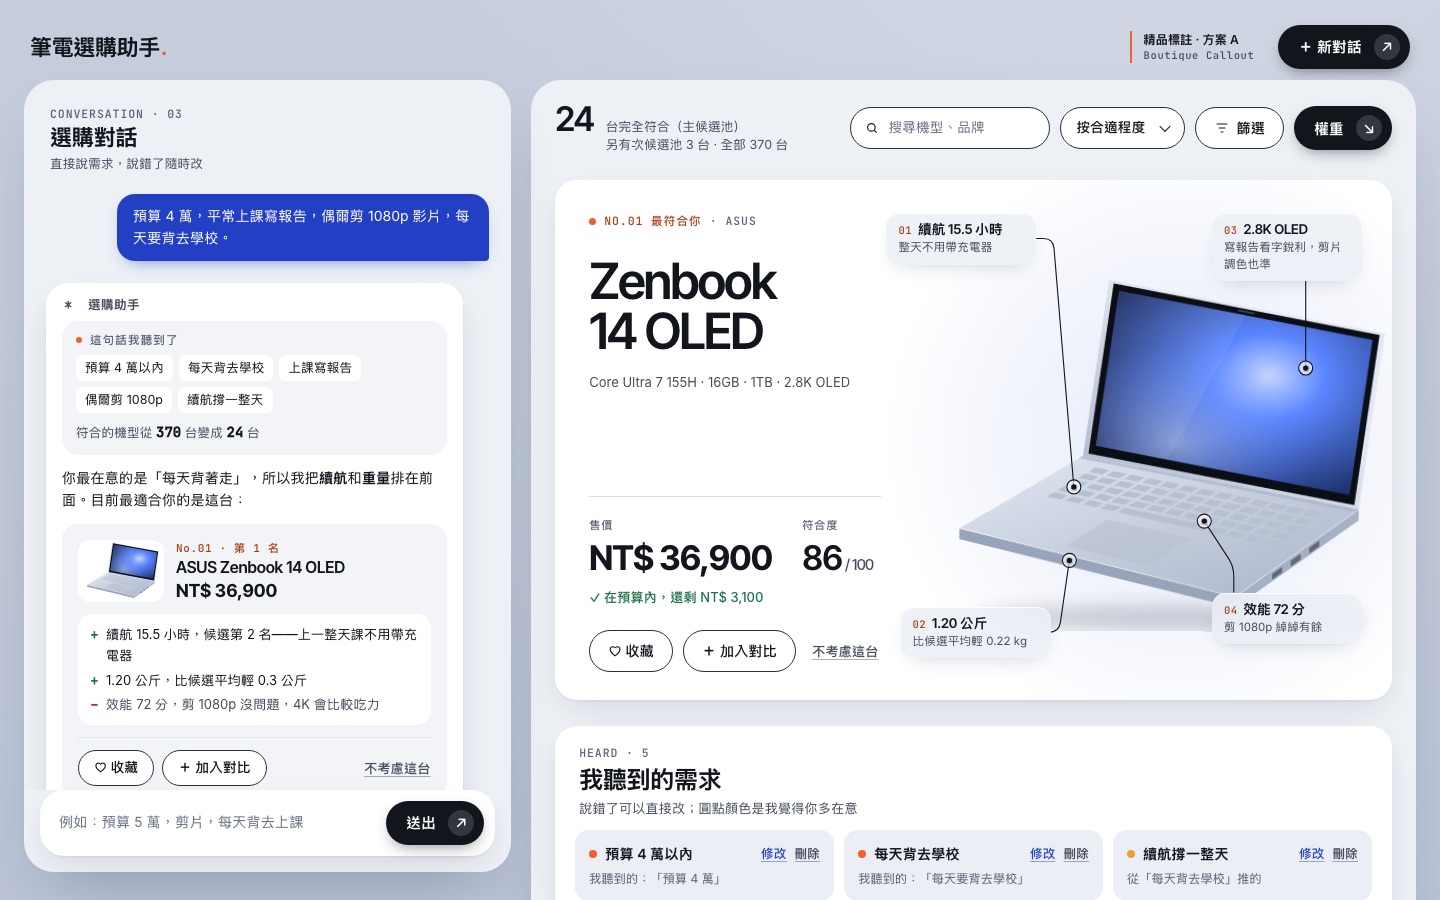 筆電選購助手.
精品標註 · 方案 A
Boutique Callout
+ 新對話
CONVERSATION · 03
選購對話
直接說需求，說錯了隨時改
預算 4 萬，平常上課寫報告，偶爾剪 1080p 影片，每
天要背去學校。
* 選購助手
這句話我聽到了
預算 4 萬以內
每天背去學校
上課寫報告
偶爾剪 1080p
續航撐一整天
符合的機型從 370 台變成 24 台
你最在意的是「每天背著走」，所以我把續航和重量排在前
面。目前最適合你的是這台：
No.01 · 第 1 名
ASUS Zenbook 14 OLED
NT$ 36,900
+ 續航 15.5 小時，候選第 2 名——上一整天課不用帶充
電器
+ 1.20 公斤，比候選平均輕 0.3 公斤
− 效能 72 分，剪 1080p 沒問題，4K 會比較吃力
收藏
+ 加入對比
不考慮這台
例如：預算 5 萬，剪片，每天背去上課
送出
24
台完全符合（主候選池）
另有次候選池 3 台 · 全部 370 台
搜尋機型、品牌
按合適程度
篩選
權重
NO.01 最符合你 · ASUS
Zenbook
14 OLED
Core Ultra 7 155H · 16GB · 1TB · 2.8K OLED
售價
NT$ 36,900
符合度
86 / 100
✓ 在預算內，還剩 NT$ 3,100
收藏
+ 加入對比
不考慮這台
01 續航 15.5 小時
整天不用帶充電器
03 2.8K OLED
寫報告看字銳利，剪片
調色也準
02 1.20 公斤
比候選平均輕 0.22 kg
04 效能 72 分
剪 1080p 綽綽有餘
HEARD · 5
我聽到的需求
說錯了可以直接改；圓點顏色是我覺得你多在意
預算 4 萬以內
修改 刪除
我聽到的：「預算 4 萬」
每天背去學校
修改 刪除
我聽到的：「每天要背去學校」
續航撐一整天
修改 刪除
從「每天背去學校」推的